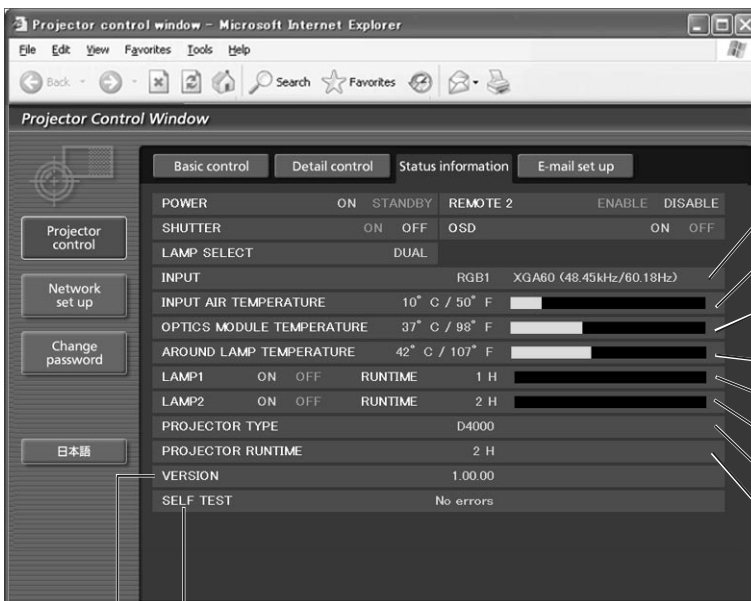 Projector control window - Microsoft Internet Explorer
File Edit View Favorites Tools Help
Back Search Favorites
Projector Control Window
Basic control Detail control Status information E-mail set up
POWER ON STANDBY REMOTE 2 ENABLE DISABLE
SHUTTER ON OFF OSD ON OFF
LAMP SELECT DUAL
INPUT RGB1 XGA60 (48.45kHz/60.18Hz)
INPUT AIR TEMPERATURE 10° C / 50° F
OPTICS MODULE TEMPERATURE 37° C / 98° F
AROUND LAMP TEMPERATURE 42° C / 107° F
LAMP1 ON OFF RUNTIME 1 H
LAMP2 ON OFF RUNTIME 2 H
PROJECTOR TYPE D4000
PROJECTOR RUNTIME 2 H
VERSION 1.00.00
SELF TEST No errors
Projector
control
Network
set up
Change
password
日本語